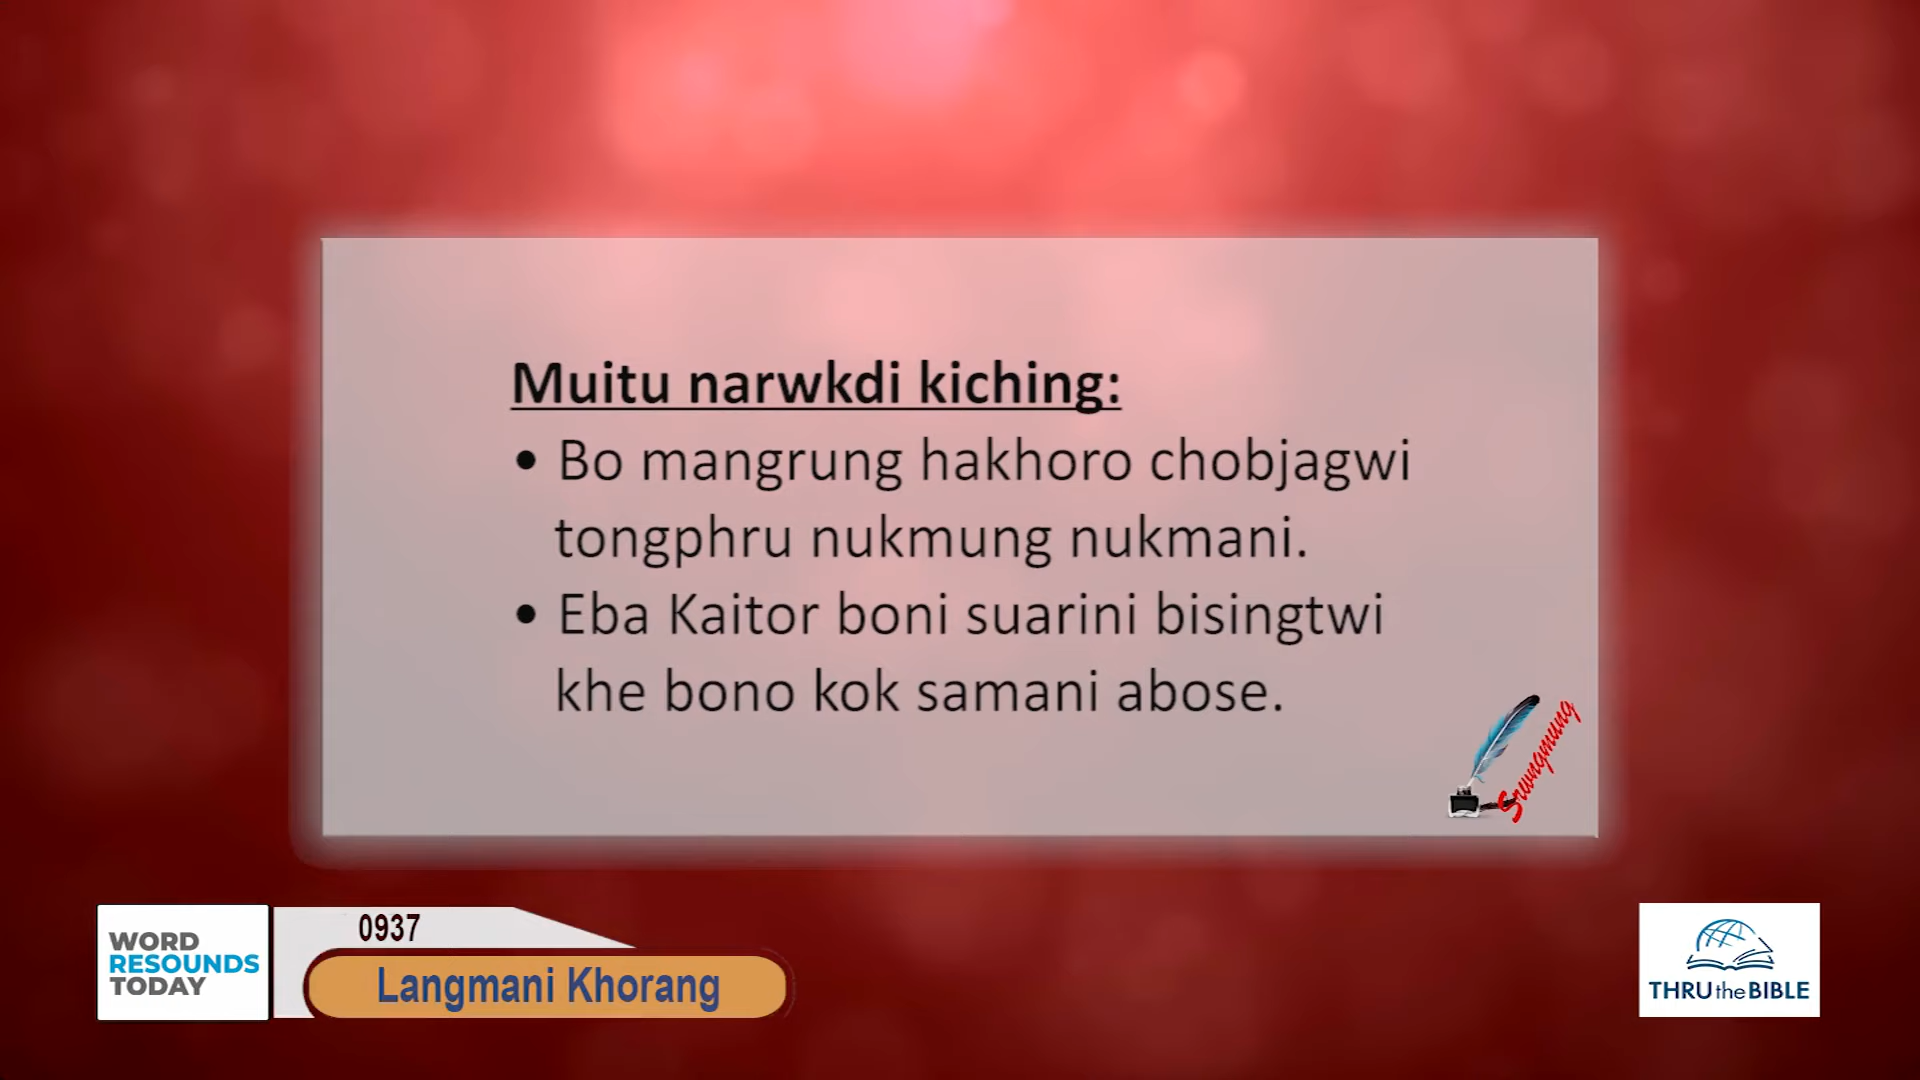 Muitu narwkdi kiching:
• Bo mangrung hakhoro chobjagwi
tongphru nukmung nukmani.
• Eba Kaitor boni suarini bisingtwi
khe bono kok samani abose.
Srwngmung
WORD
RESOUNDS
TODAY
0937
Langmani Khorang
THRU the BIBLE